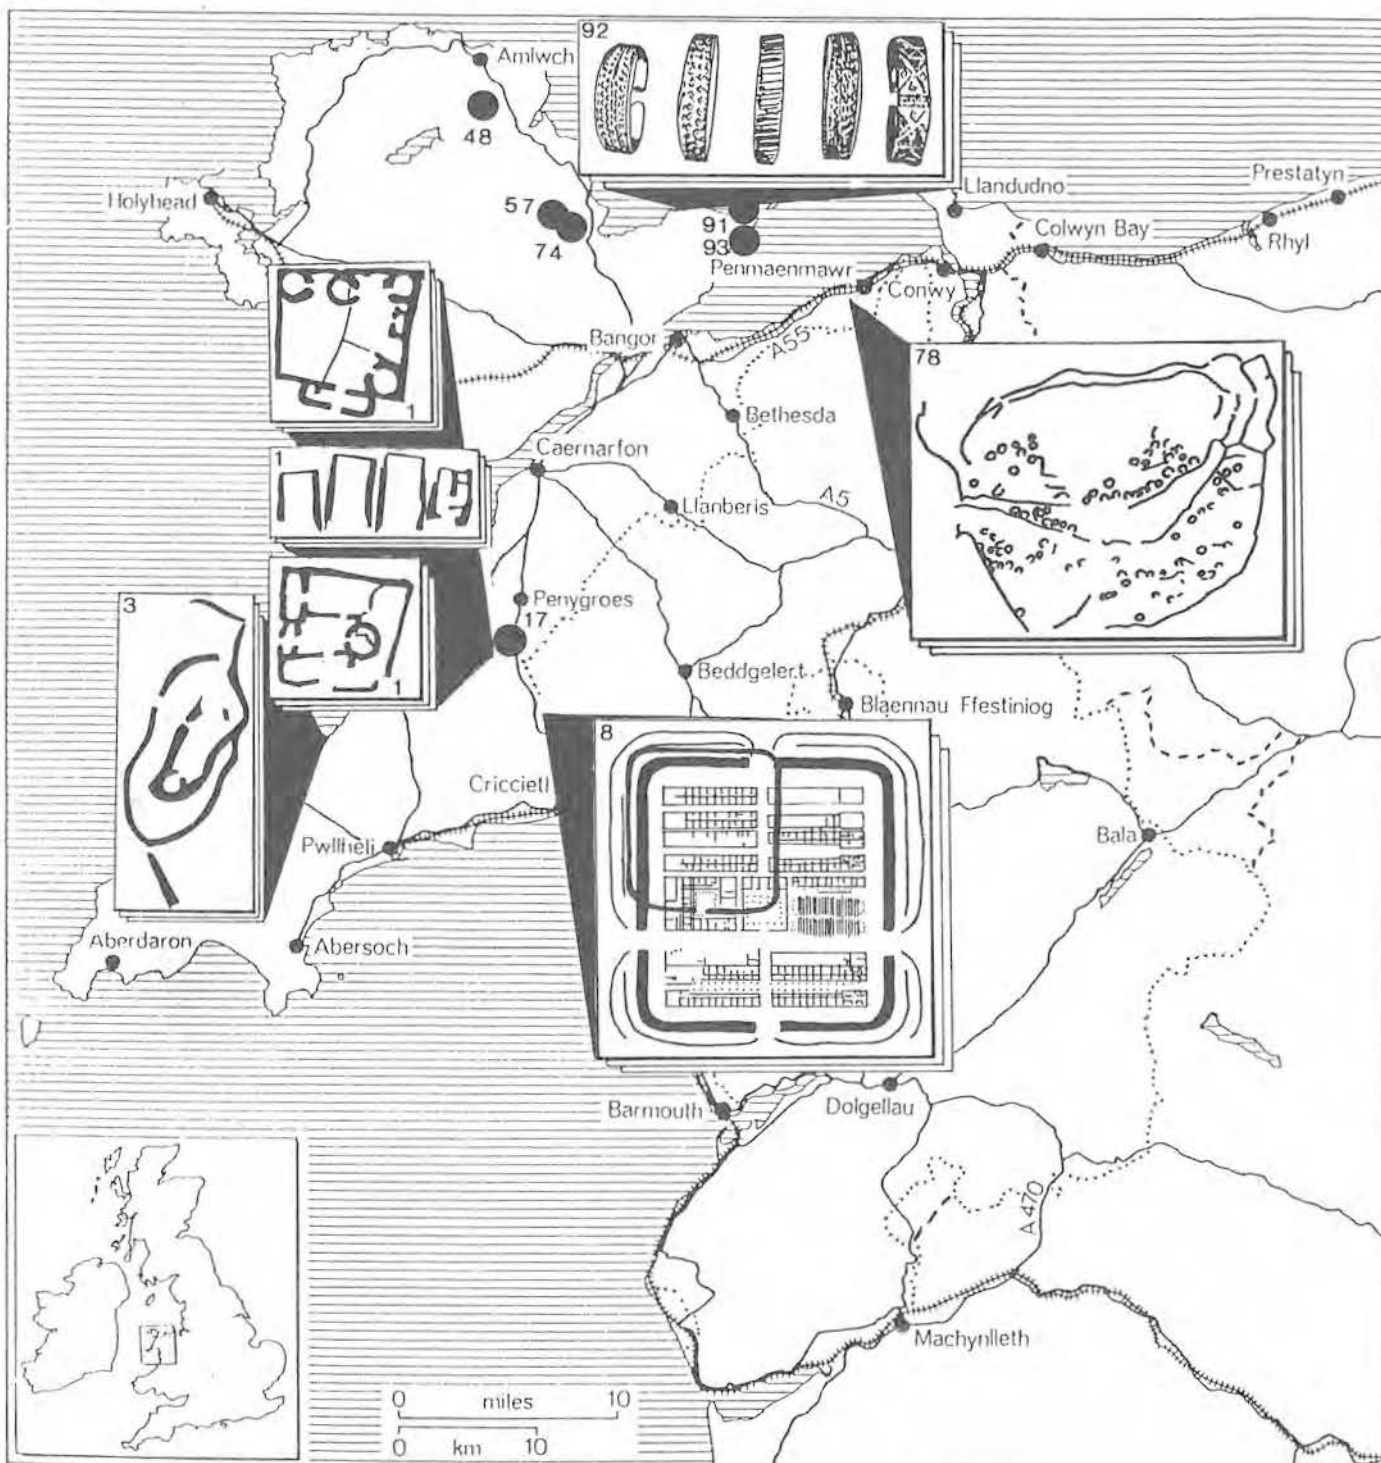 92
Amlwch
48
Llandudno
Prestatyn
Holyhead
57
91
Colwyn Bay
Rhyl
74
93
Penmaenmawr
Conwy
Bangor
A55
78
1
Bethesda
Caernarfon
1
A5
Llanberis
3
Penygroes
17
Beddgelert
1
Blaennau Ffestiniog
8
Criccieth
Bala
Pwllheli
Aberdaron
Abersoch
Barmouth
Dolgellau
A470
Machynlleth
0 miles 10
0 km 10